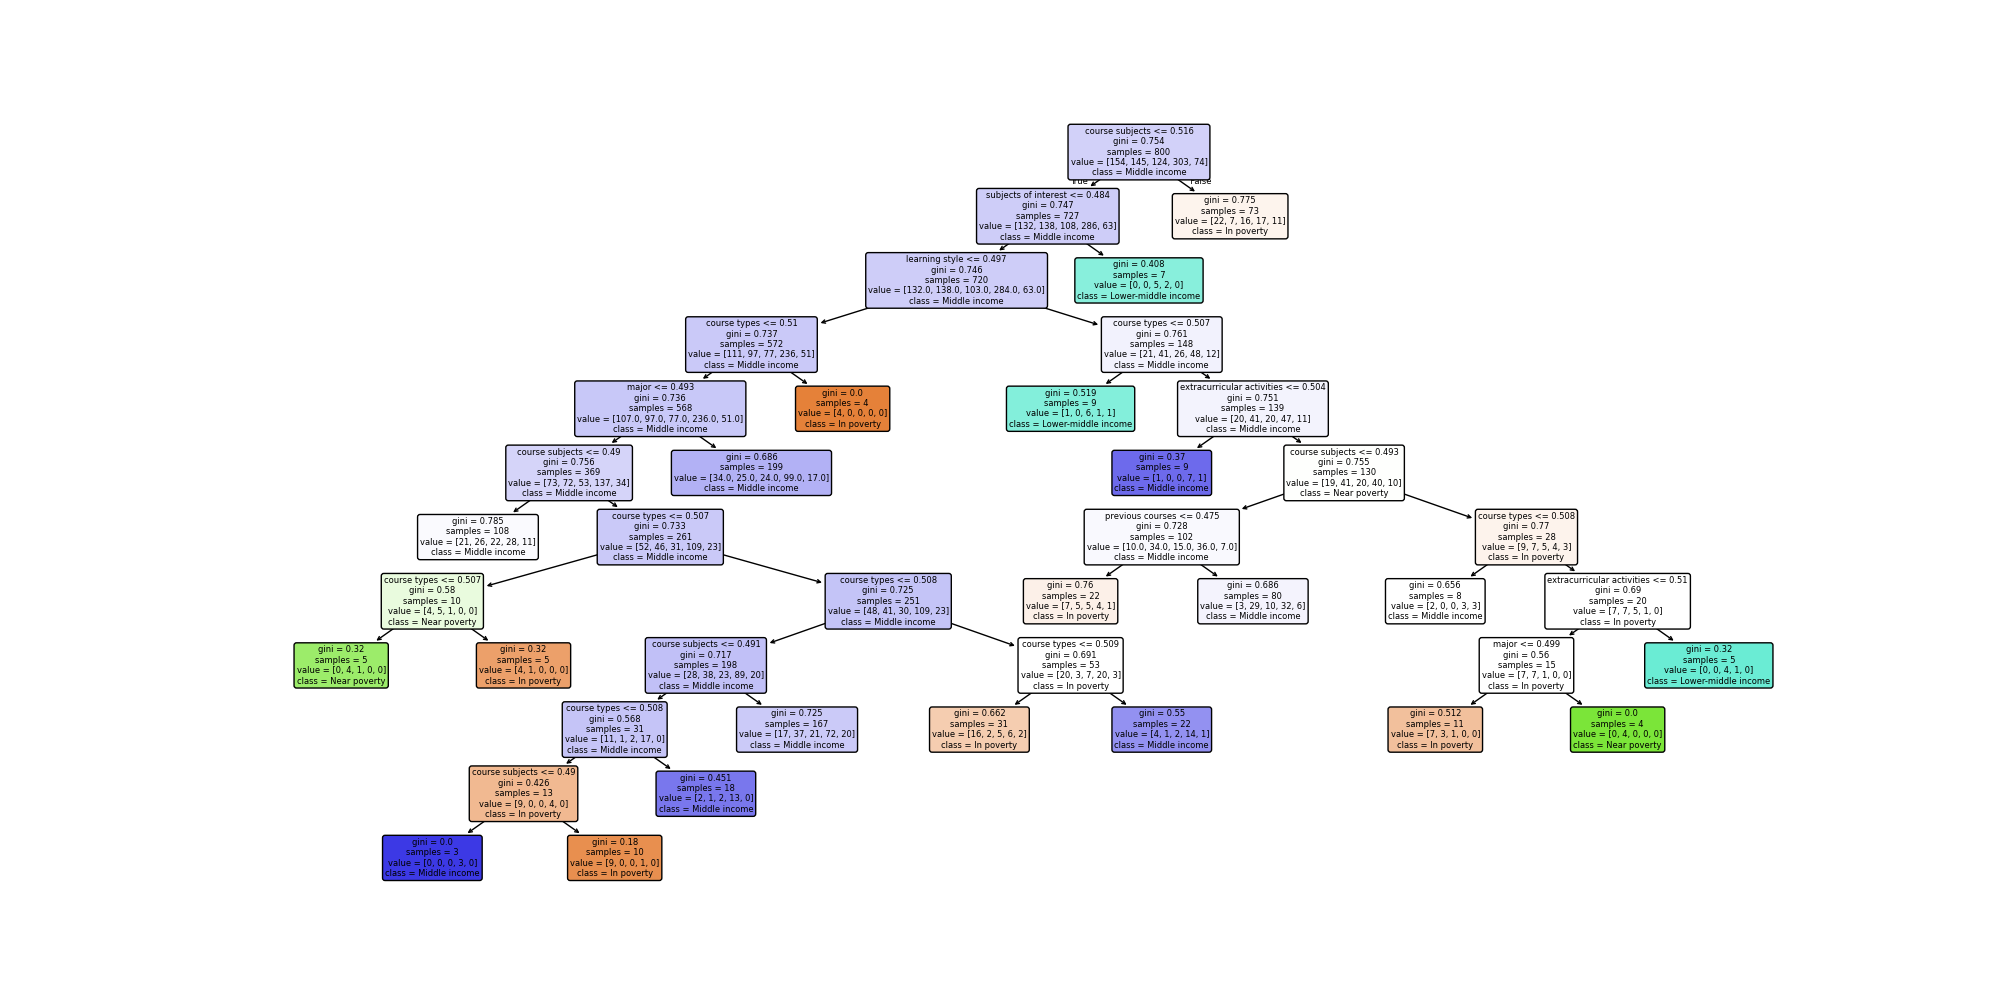 course subjects <= 0.516
gini = 0.754
samples = 800
value = [154, 145, 124, 303, 74]
class = Middle income
True
False
subjects of interest <= 0.484
gini = 0.747
samples = 727
value = [132, 138, 108, 286, 63]
class = Middle income
gini = 0.775
samples = 73
value = [22, 7, 16, 17, 11]
class = In poverty
learning style <= 0.497
gini = 0.746
samples = 720
value = [132.0, 138.0, 103.0, 284.0, 63.0]
class = Middle income
gini = 0.408
samples = 7
value = [0, 0, 5, 2, 0]
class = Lower-middle income
course types <= 0.51
gini = 0.737
samples = 572
value = [111, 97, 77, 236, 51]
class = Middle income
course types <= 0.507
gini = 0.761
samples = 148
value = [21, 41, 26, 48, 12]
class = Middle income
major <= 0.493
gini = 0.736
samples = 568
value = [107.0, 97.0, 77.0, 236.0, 51.0]
class = Middle income
gini = 0.0
samples = 4
value = [4, 0, 0, 0, 0]
class = In poverty
gini = 0.519
samples = 9
value = [1, 0, 6, 1, 1]
class = Lower-middle income
extracurricular activities <= 0.504
gini = 0.751
samples = 139
value = [20, 41, 20, 47, 11]
class = Middle income
course subjects <= 0.49
gini = 0.756
samples = 369
value = [73, 72, 53, 137, 34]
class = Middle income
gini = 0.686
samples = 199
value = [34.0, 25.0, 24.0, 99.0, 17.0]
class = Middle income
gini = 0.37
samples = 9
value = [1, 0, 0, 7, 1]
class = Middle income
course subjects <= 0.493
gini = 0.755
samples = 130
value = [19, 41, 20, 40, 10]
class = Near poverty
gini = 0.785
samples = 108
value = [21, 26, 22, 28, 11]
class = Middle income
course types <= 0.507
gini = 0.733
samples = 261
value = [52, 46, 31, 109, 23]
class = Middle income
previous courses <= 0.475
gini = 0.728
samples = 102
value = [10.0, 34.0, 15.0, 36.0, 7.0]
class = Middle income
course types <= 0.508
gini = 0.77
samples = 28
value = [9, 7, 5, 4, 3]
class = In poverty
course types <= 0.507
gini = 0.58
samples = 10
value = [4, 5, 1, 0, 0]
class = Near poverty
course types <= 0.508
gini = 0.725
samples = 251
value = [48, 41, 30, 109, 23]
class = Middle income
gini = 0.76
samples = 22
value = [7, 5, 5, 4, 1]
class = In poverty
gini = 0.686
samples = 80
value = [3, 29, 10, 32, 6]
class = Middle income
gini = 0.656
samples = 8
value = [2, 0, 0, 3, 3]
class = Middle income
extracurricular activities <= 0.51
gini = 0.69
samples = 20
value = [7, 7, 5, 1, 0]
class = In poverty
gini = 0.32
samples = 5
value = [0, 4, 1, 0, 0]
class = Near poverty
gini = 0.32
samples = 5
value = [4, 1, 0, 0, 0]
class = In poverty
course subjects <= 0.491
gini = 0.717
samples = 198
value = [28, 38, 23, 89, 20]
class = Middle income
course types <= 0.509
gini = 0.691
samples = 53
value = [20, 3, 7, 20, 3]
class = In poverty
major <= 0.499
gini = 0.56
samples = 15
value = [7, 7, 1, 0, 0]
class = In poverty
gini = 0.32
samples = 5
value = [0, 0, 4, 1, 0]
class = Lower-middle income
course types <= 0.508
gini = 0.568
samples = 31
value = [11, 1, 2, 17, 0]
class = Middle income
gini = 0.725
samples = 167
value = [17, 37, 21, 72, 20]
class = Middle income
gini = 0.662
samples = 31
value = [16, 2, 5, 6, 2]
class = In poverty
gini = 0.55
samples = 22
value = [4, 1, 2, 14, 1]
class = Middle income
gini = 0.512
samples = 11
value = [7, 3, 1, 0, 0]
class = In poverty
gini = 0.0
samples = 4
value = [0, 4, 0, 0, 0]
class = Near poverty
course subjects <= 0.49
gini = 0.426
samples = 13
value = [9, 0, 0, 4, 0]
class = In poverty
gini = 0.451
samples = 18
value = [2, 1, 2, 13, 0]
class = Middle income
gini = 0.0
samples = 3
value = [0, 0, 0, 3, 0]
class = Middle income
gini = 0.18
samples = 10
value = [9, 0, 0, 1, 0]
class = In poverty